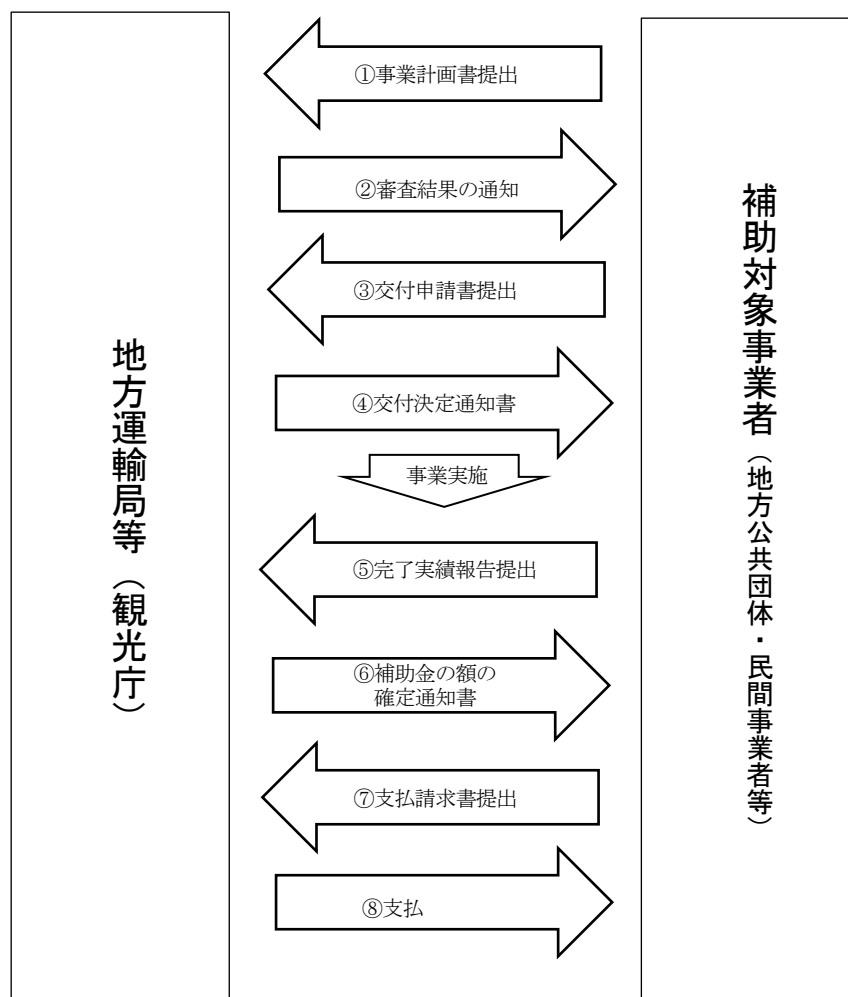 地方運輸局等（観光庁）
①事業計画書提出
②審査結果の通知
③交付申請書提出
④交付決定通知書
事業実施
⑤完了実績報告提出
⑥補助金の額の
確定通知書
⑦支払請求書提出
⑧支払
補助対象事業者（地方公共団体・民間事業者等）